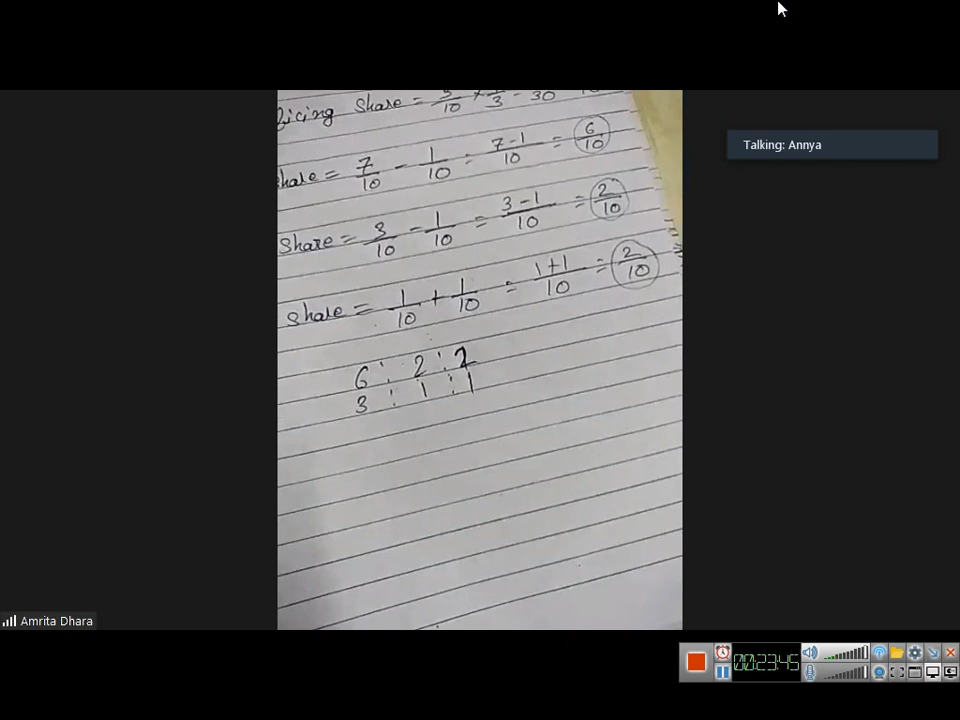 Share = 3/10 × 1/3 = 30
Share = 7/10 - 1/10 = 7-1/10 = 6/10
Share = 3/10 - 1/10 = 3-1/10 = 2/10
Share = 1/10 + 1/10 = 1+1/10 = 2/10
6 : 2 : 2
3 : 1 : 1
Talking: Annya
Amrita Dhara
00:23:45